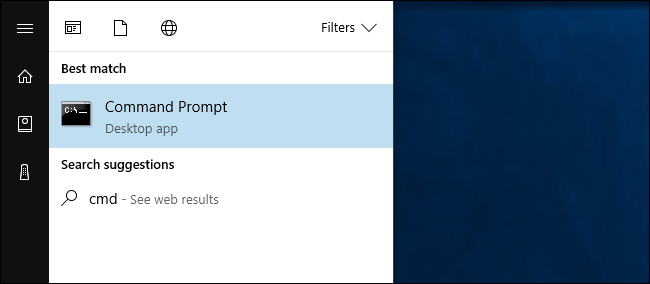 Filters
Best match
C:\_
Command Prompt
Desktop app
Search suggestions
cmd - See web results